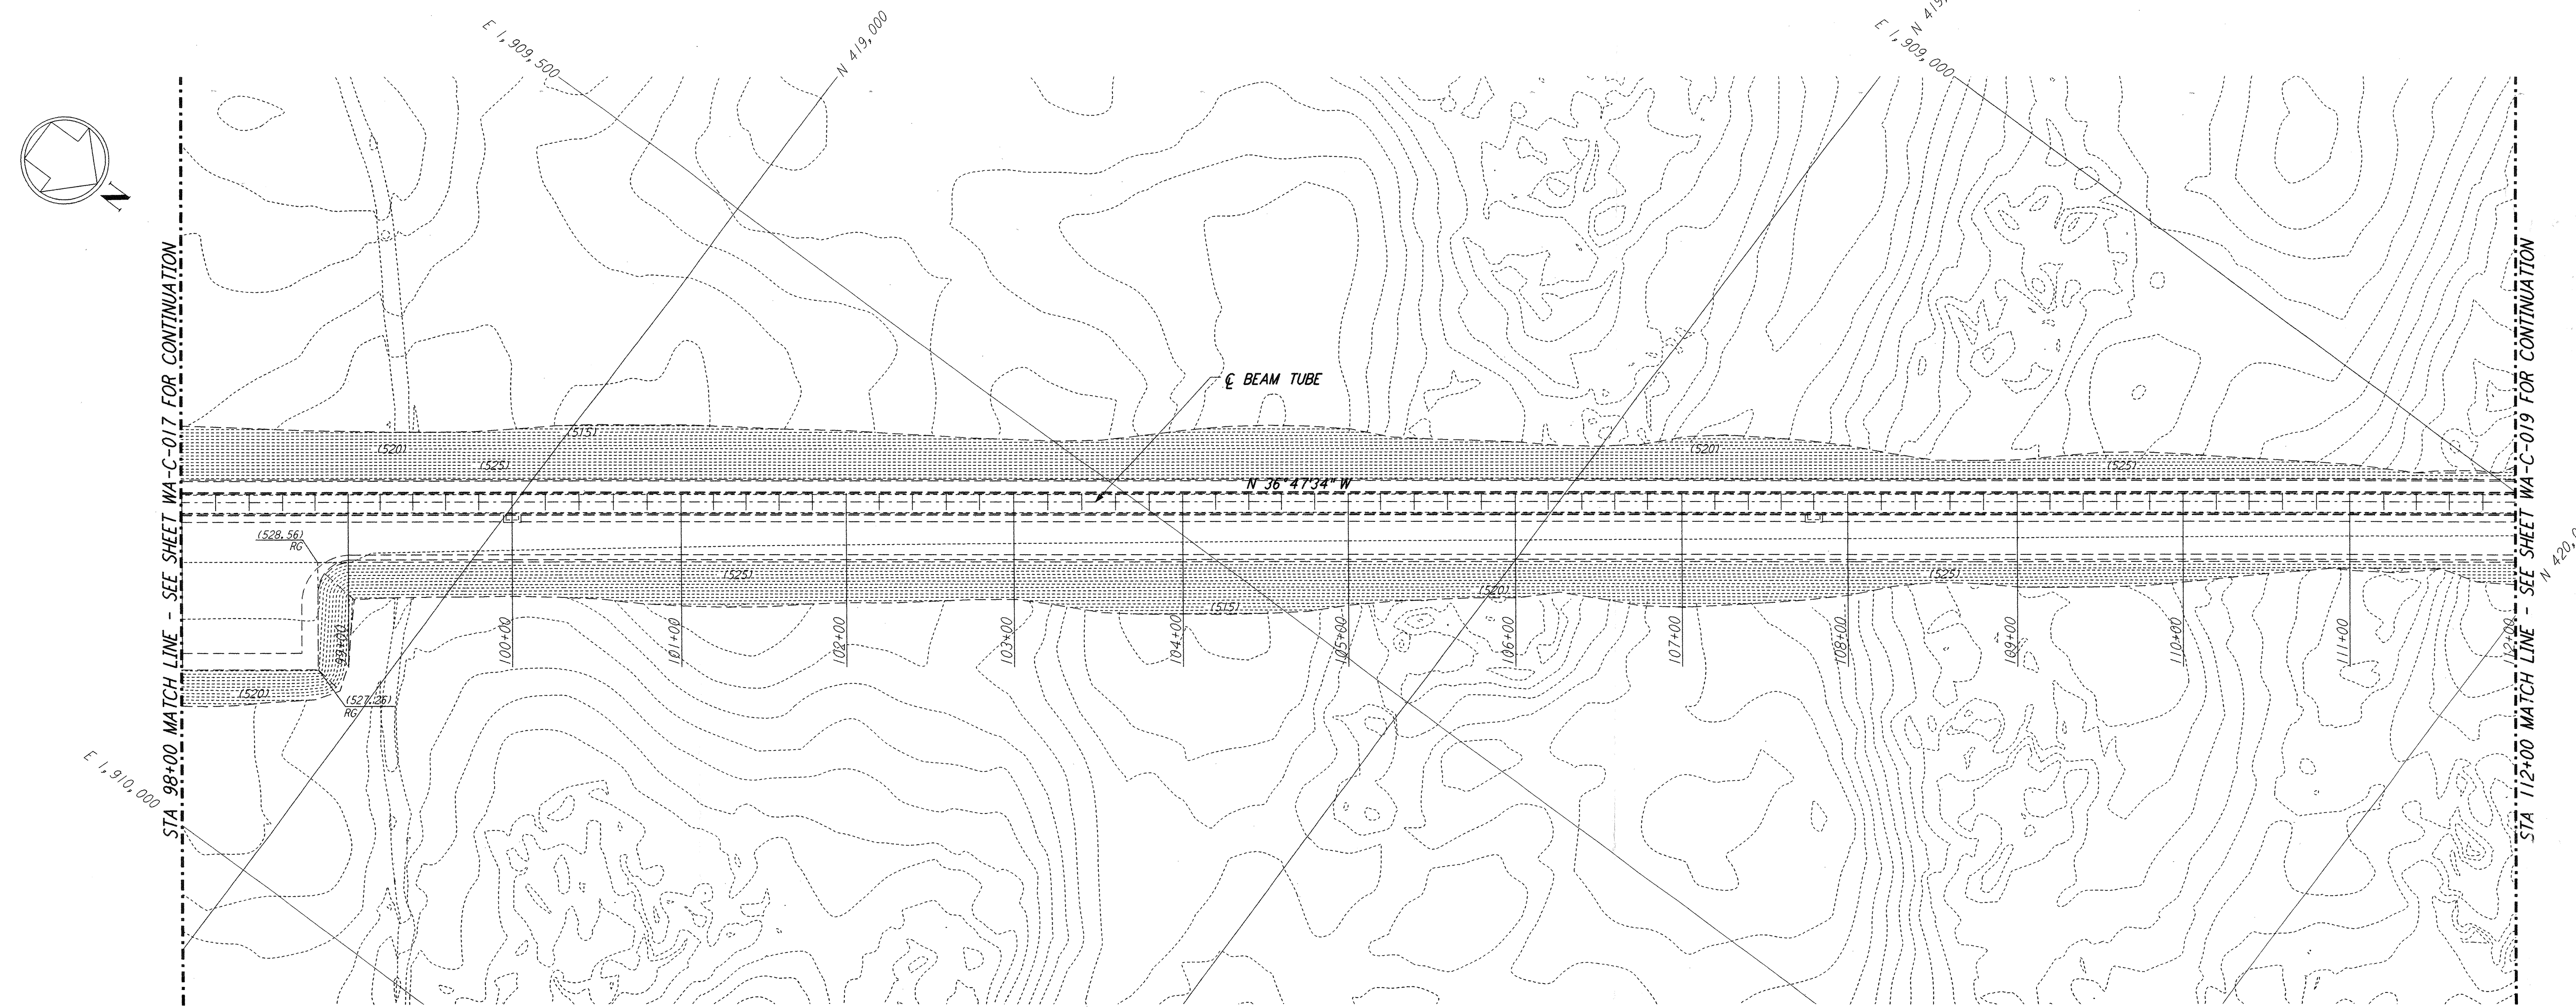 E 1,909,500
N 419,000
E 1,909,000
N
STA 98+00 MATCH LINE - SEE SHEET WA-C-017 FOR CONTINUATION
STA 112+00 MATCH LINE - SEE SHEET WA-C-019 FOR CONTINUATION
℄ BEAM TUBE
(515)
(520)
(525)
(520)
(525)
N 36°47'34" W
(528.56)
RG
(525)
(515)
(520)
(525)
99+00
100+00
101+00
102+00
103+00
104+00
105+00
106+00
107+00
108+00
109+00
110+00
111+00
112+00
(520)
(527.26)
RG
E 1,910,000